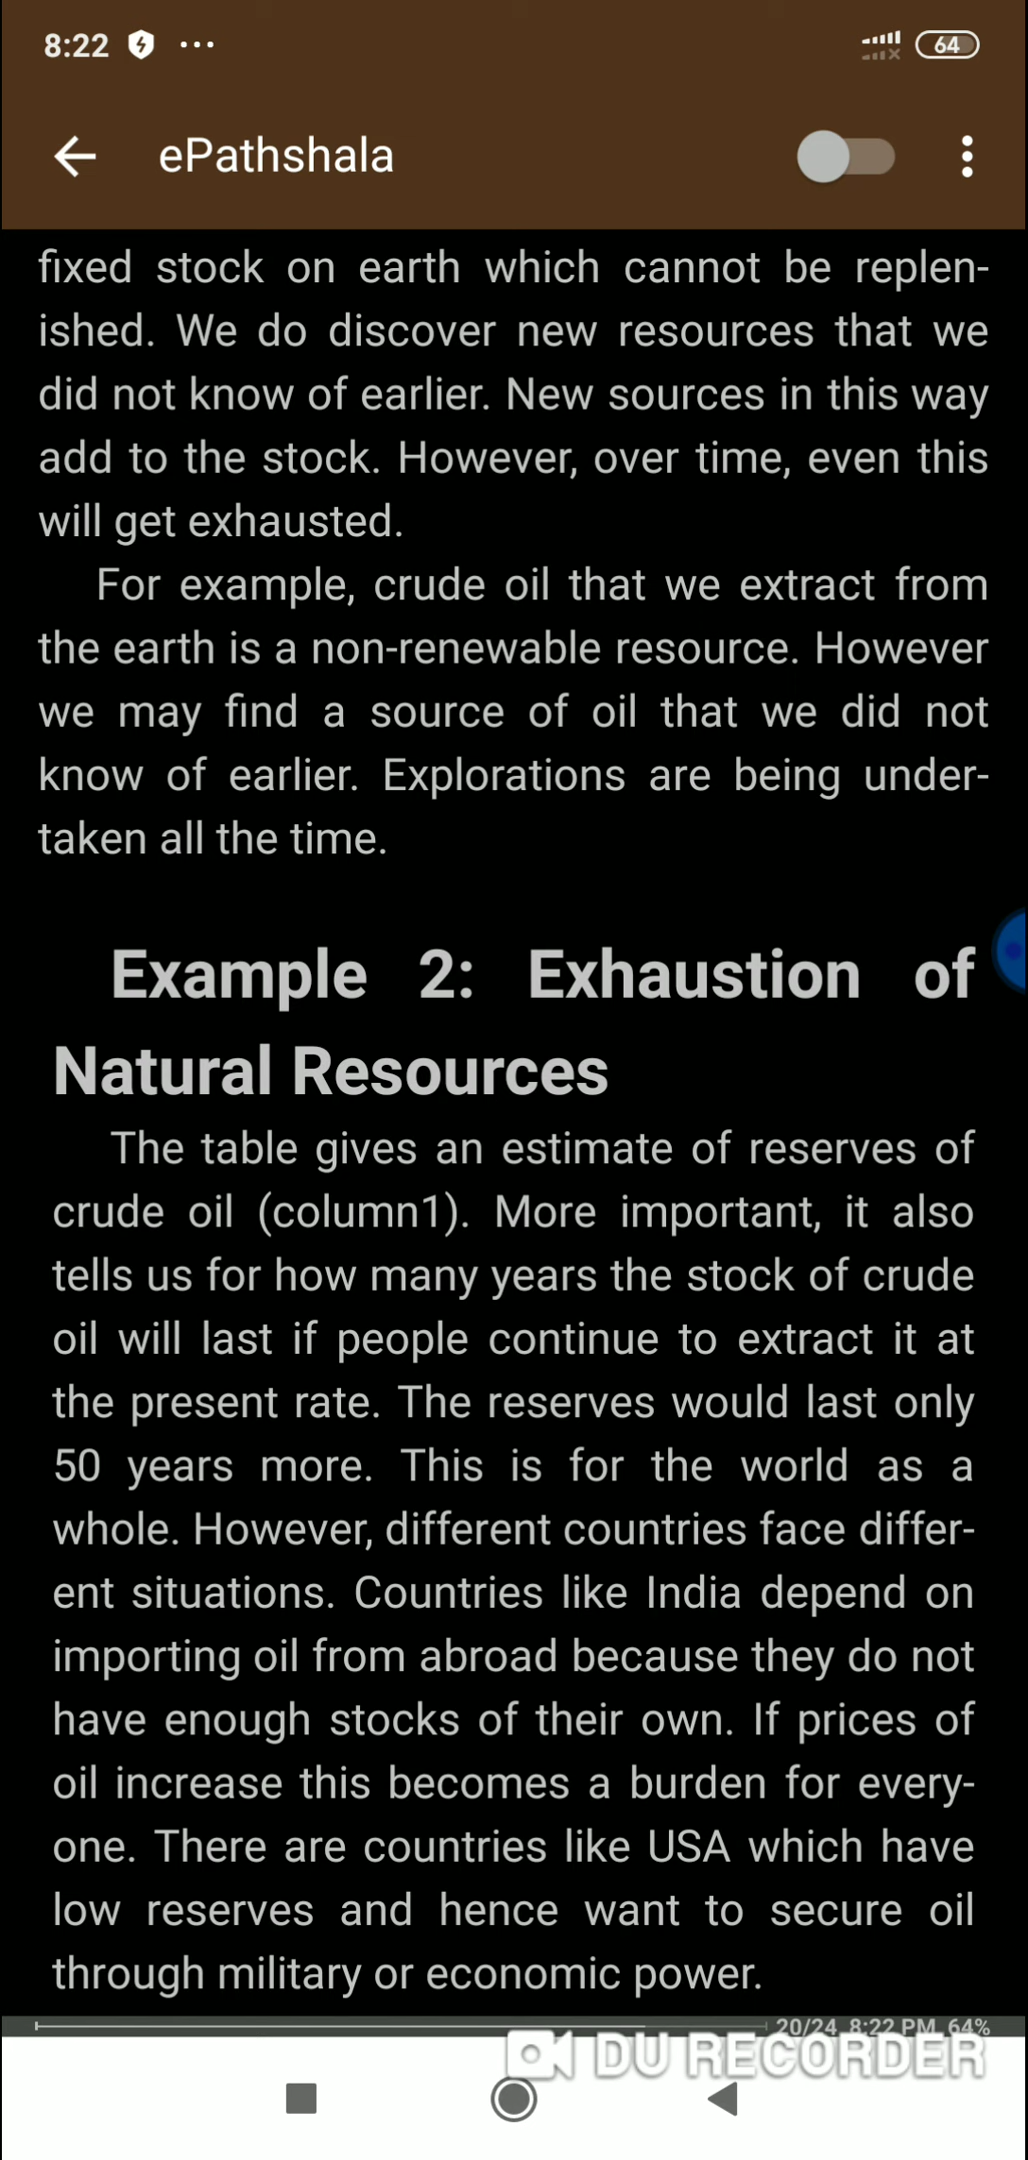 8:22 ... 64
ePathshala
fixed stock on earth which cannot be replen-
ished. We do discover new resources that we
did not know of earlier. New sources in this way
add to the stock. However, over time, even this
will get exhausted.
For example, crude oil that we extract from
the earth is a non-renewable resource. However
we may find a source of oil that we did not
know of earlier. Explorations are being under-
taken all the time.
Example 2: Exhaustion of
Natural Resources
The table gives an estimate of reserves of
crude oil (column1). More important, it also
tells us for how many years the stock of crude
oil will last if people continue to extract it at
the present rate. The reserves would last only
50 years more. This is for the world as a
whole. However, different countries face differ-
ent situations. Countries like India depend on
importing oil from abroad because they do not
have enough stocks of their own. If prices of
oil increase this becomes a burden for every-
one. There are countries like USA which have
low reserves and hence want to secure oil
through military or economic power.
20/24 8:22 PM 64%
DU RECORDER